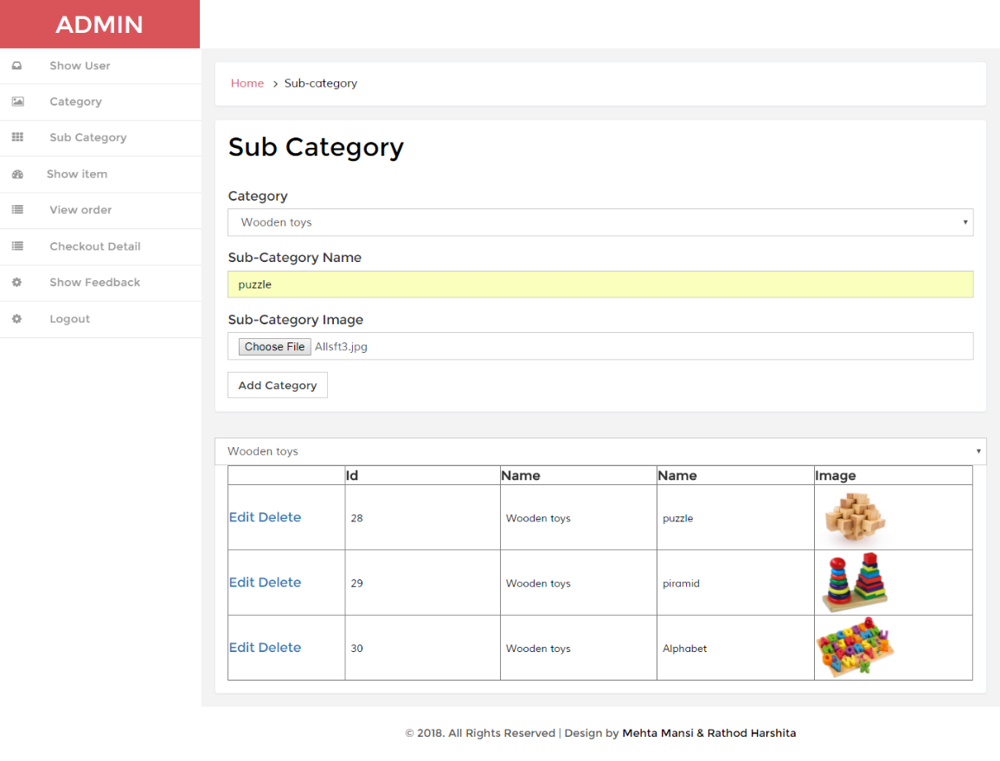 ADMIN
Show User
Category
Sub Category
Show item
View order
Checkout Detail
Show Feedback
Logout
Home > Sub-category
Sub Category
Category
Wooden toys
Sub-Category Name
puzzle
Sub-Category Image
Choose File Allsft3.jpg
Add Category
Wooden toys
Id Name Name Image
Edit Delete 28 Wooden toys puzzle
Edit Delete 29 Wooden toys piramid
Edit Delete 30 Wooden toys Alphabet
© 2018. All Rights Reserved | Design by Mehta Mansi & Rathod Harshita